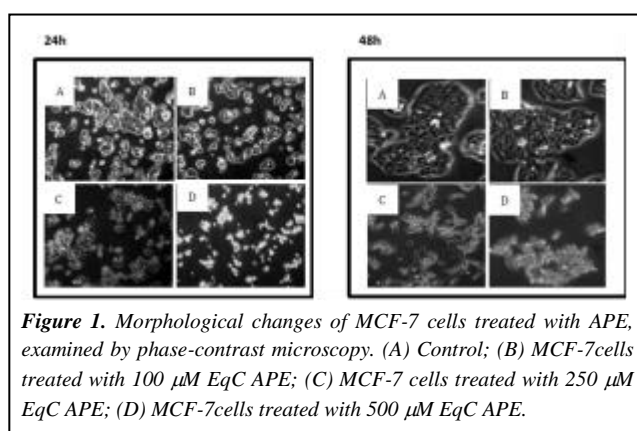 24h 48h
A B A B
C D C D
Figure 1. Morphological changes of MCF-7 cells treated with APE,
examined by phase-contrast microscopy. (A) Control; (B) MCF-7cells
treated with 100 μM EqC APE; (C) MCF-7 cells treated with 250 μM
EqC APE; (D) MCF-7cells treated with 500 μM EqC APE.